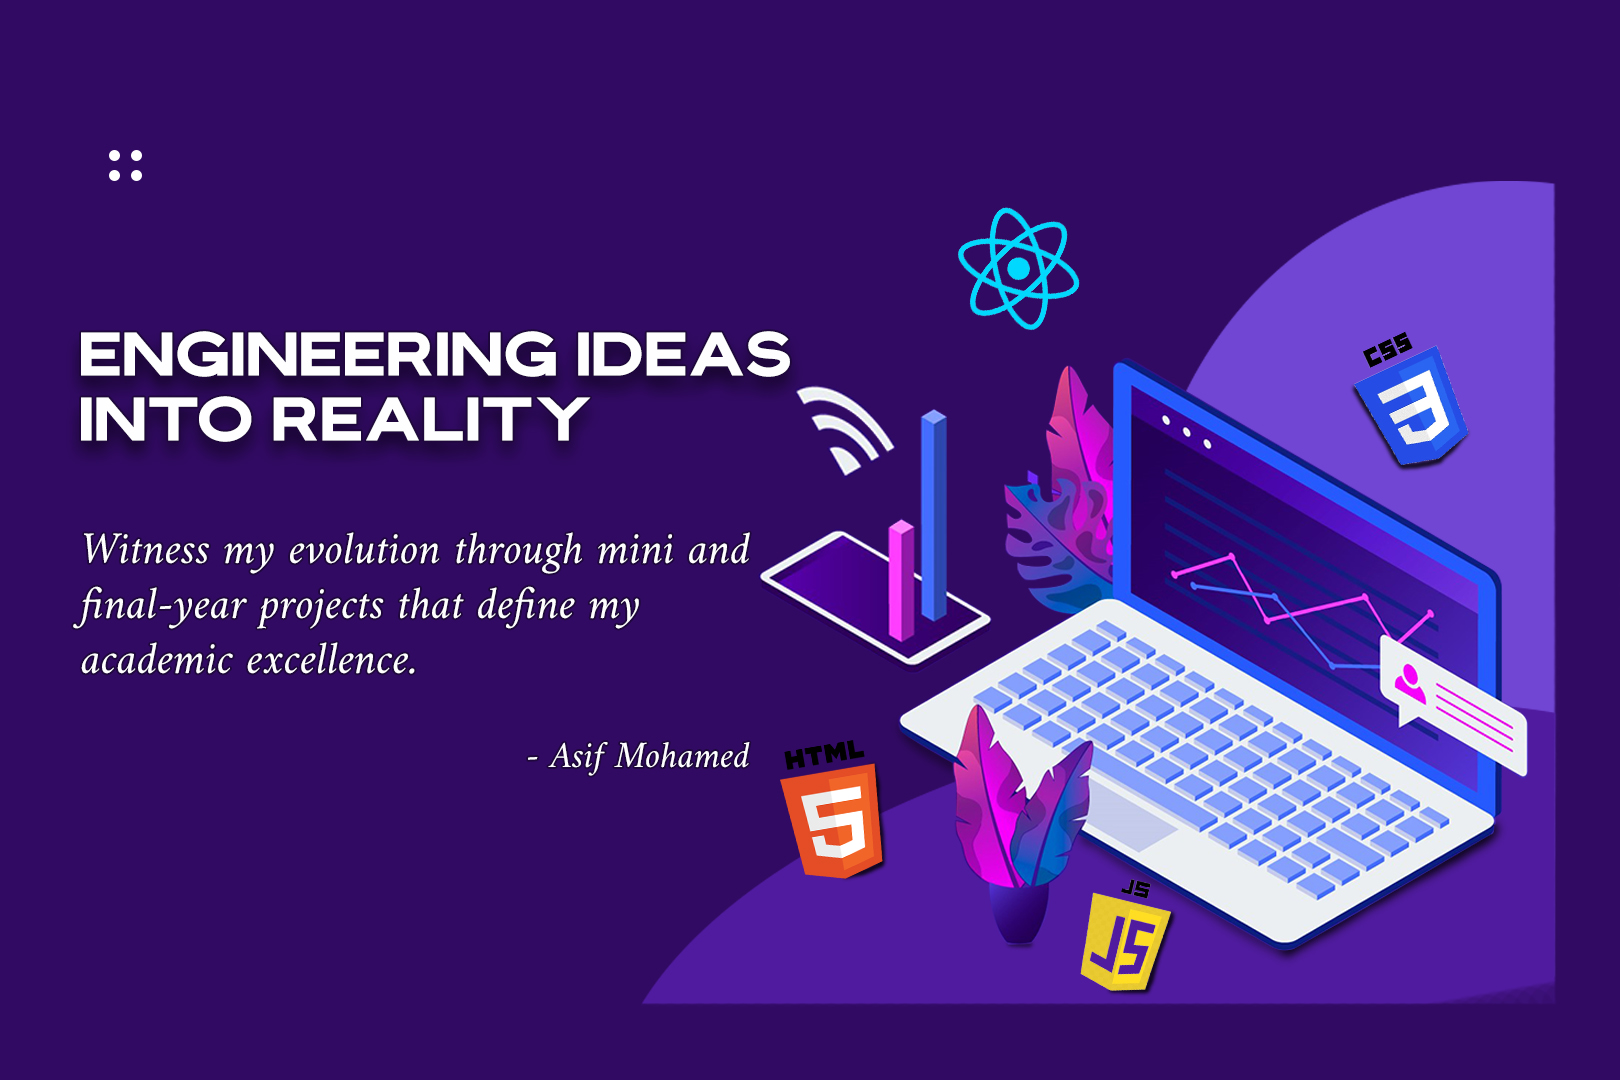 ENGINEERING IDEAS
INTO REALITY
Witness my evolution through mini and
final-year projects that define my
academic excellence.
- Asif Mohamed
CSS
3
HTML
5
JS
JS